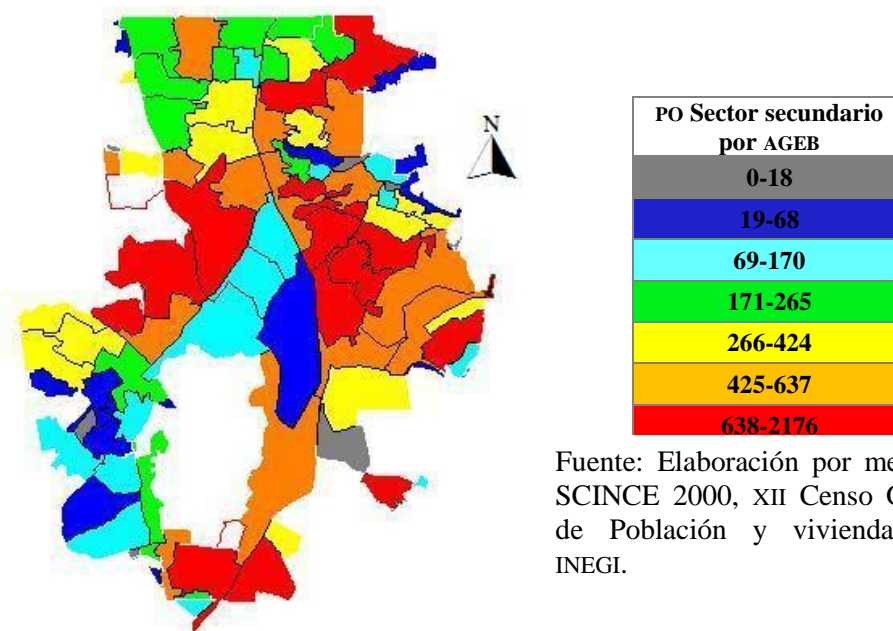 N
PO Sector secundario
por AGEB
0-18
19-68
69-170
171-265
266-424
425-637
638-2176
Fuente: Elaboración por
SCINCE 2000, XII Censo
de Población y vivienda
INEGI.